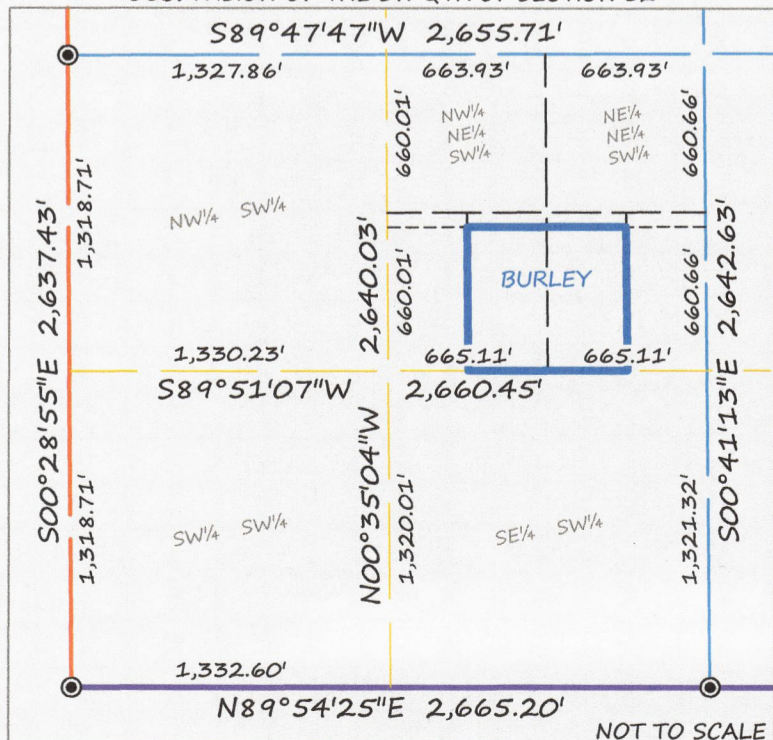 S89°47'47"W 2,655.71'
1,327.86'
663.93'
663.93'
660.01'
NW¼
NE¼
SW¼
NE¼
NE¼
SW¼
660.66'
1,318.71'
NW¼ SW¼
S00°28'55"E 2,637.43'
2,640.03'
660.01'
BURLEY
660.66'
S00°41'13"E 2,642.63'
1,330.23'
665.11'
665.11'
S89°51'07"W 2,660.45'
N00°35'04"W
1,318.71'
SW¼ SW¼
1,320.01'
SE¼ SW¼
1,321.32'
1,332.60'
N89°54'25"E 2,665.20'
NOT TO SCALE